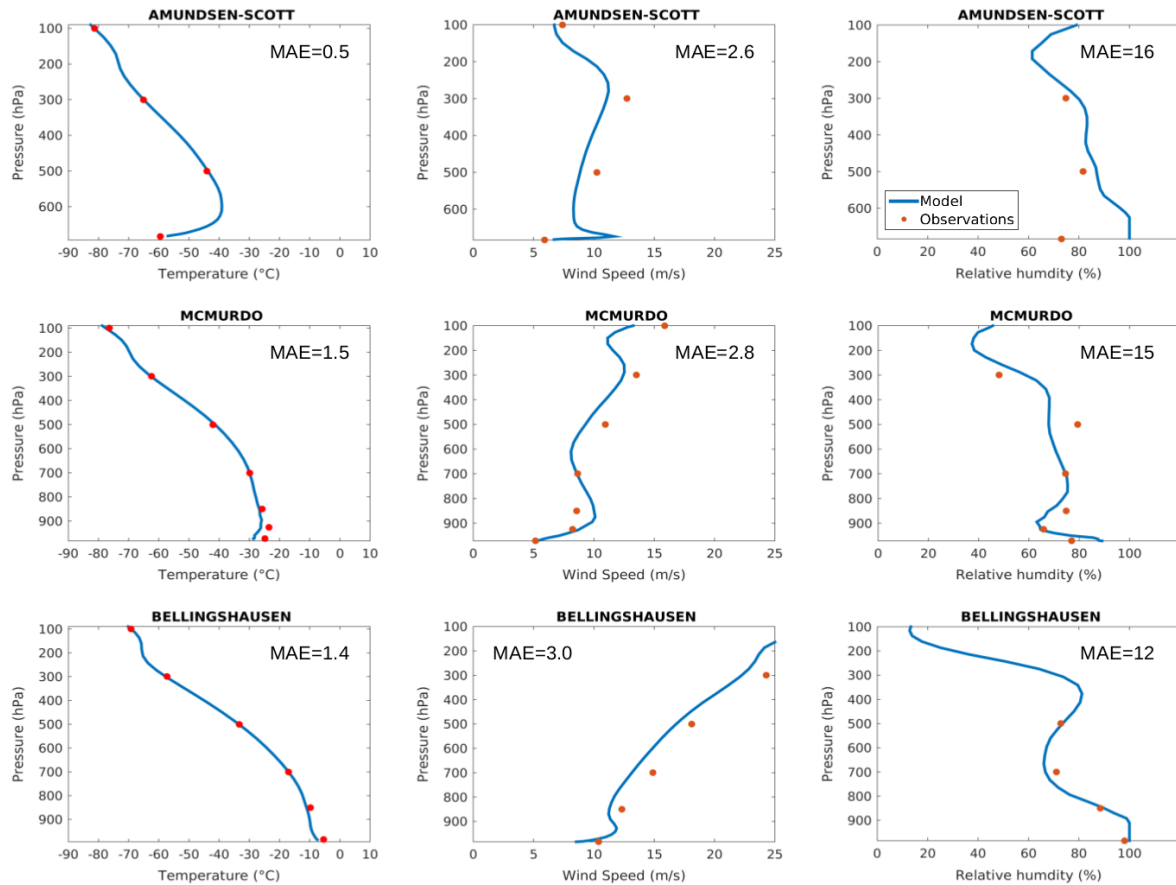 AMUNDSEN-SCOTT
MAE=0.5
100
200
300
400
500
600
Pressure (hPa)
-90 -80 -70 -60 -50 -40 -30 -20 -10 0 10
Temperature (°C)
AMUNDSEN-SCOTT
MAE=2.6
100
200
300
400
500
600
Pressure (hPa)
0 5 10 15 20 25
Wind Speed (m/s)
AMUNDSEN-SCOTT
MAE=16
100
200
300
400
500
600
Pressure (hPa)
Model
Observations
0 20 40 60 80 100
Relative humdity (%)
MCMURDO
MAE=1.5
100
200
300
400
500
600
700
800
900
Pressure (hPa)
-90 -80 -70 -60 -50 -40 -30 -20 -10 0 10
Temperature (°C)
MCMURDO
MAE=2.8
100
200
300
400
500
600
700
800
900
Pressure (hPa)
0 5 10 15 20 25
Wind Speed (m/s)
MCMURDO
MAE=15
100
200
300
400
500
600
700
800
900
Pressure (hPa)
0 20 40 60 80 100
Relative humdity (%)
BELLINGSHAUSEN
MAE=1.4
100
200
300
400
500
600
700
800
900
Pressure (hPa)
-90 -80 -70 -60 -50 -40 -30 -20 -10 0 10
Temperature (°C)
BELLINGSHAUSEN
MAE=3.0
100
200
300
400
500
600
700
800
900
Pressure (hPa)
0 5 10 15 20 25
Wind Speed (m/s)
BELLINGSHAUSEN
MAE=12
100
200
300
400
500
600
700
800
900
Pressure (hPa)
0 20 40 60 80 100
Relative humdity (%)